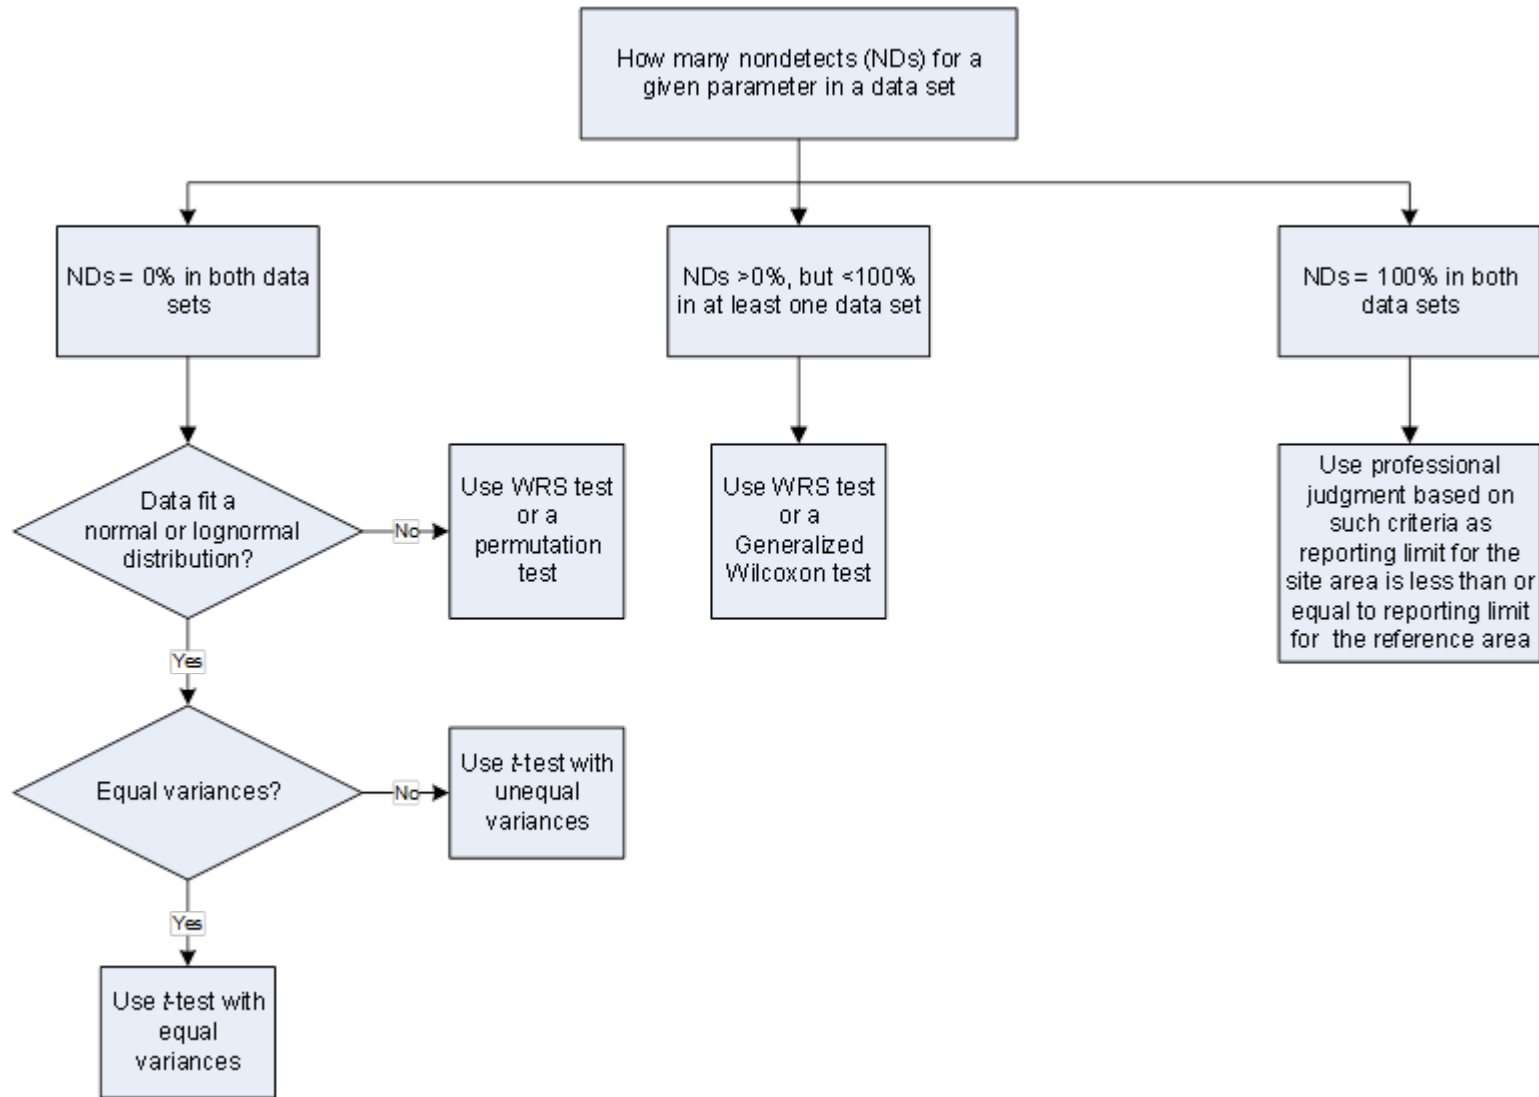 How many nondetects (NDs) for a
given parameter in a data set
NDs = 0% in both data
sets
NDs >0%, but <100%
in at least one data set
NDs = 100% in both
data sets
Data fit a
normal or lognormal
distribution?
No
Use WRS test
or a
permutation
test
Use WRS test
or a
Generalized
Wilcoxon test
Use professional
judgment based on
such criteria as
reporting limit for the
site area is less than or
equal to reporting limit
for the reference area
Yes
Equal variances?
No
Use t-test with
unequal
variances
Yes
Use t-test with
equal
variances